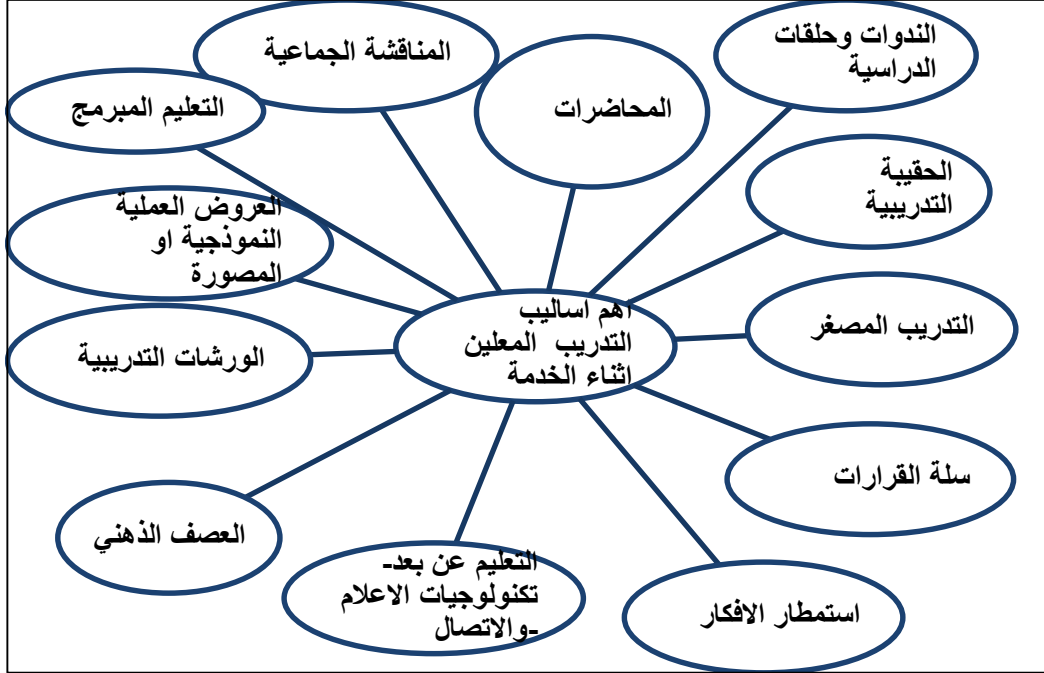 الندوات وحلقات
الدراسية
المناقشة الجماعية
المحاضرات
التعليم المبرمج
الحقيبة
التدريبية
العروض العملية
النموذجية او
المصورة
اهم اساليب
التدريب المعلين
اثناء الخدمة
التدريب المصغر
الورشات التدريبية
سلة القرارات
العصف الذهني
التعليم عن بعد-
تكنولوجيات الاعلام
والاتصال-
استمطار الافكار